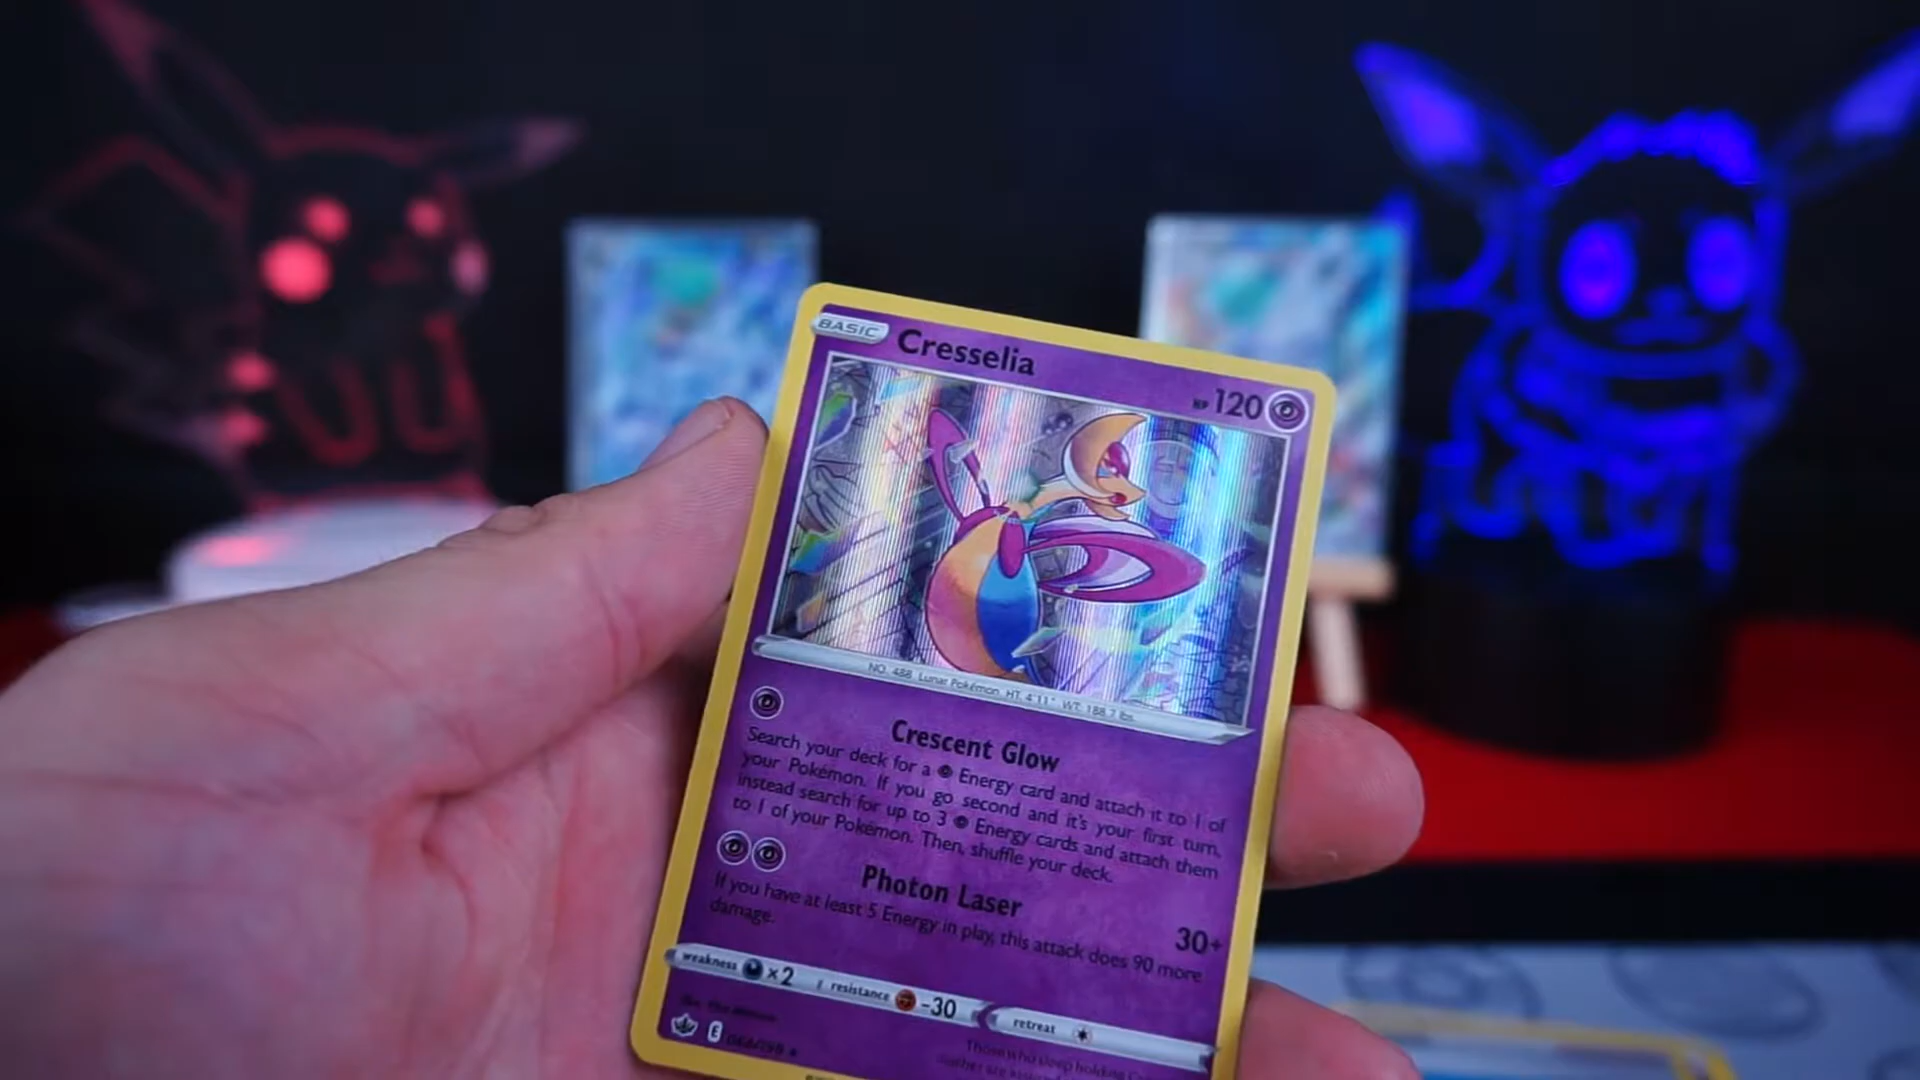 BASIC
Cresselia
HP 120
NO. 488 Lunar Pokémon HT: 4'11" WT: 188.7 lbs.
Crescent Glow
Search your deck for a Energy card and attach it to 1 of
your Pokémon. If you go second and it's your first turn,
instead search for up to 3 Energy cards and attach them
to 1 of your Pokémon. Then, shuffle your deck.
Photon Laser
30+
If you have at least 5 Energy in play, this attack does 90 more
damage.
weakness ×2 resistance -30 retreat
E
Those who sleep holding